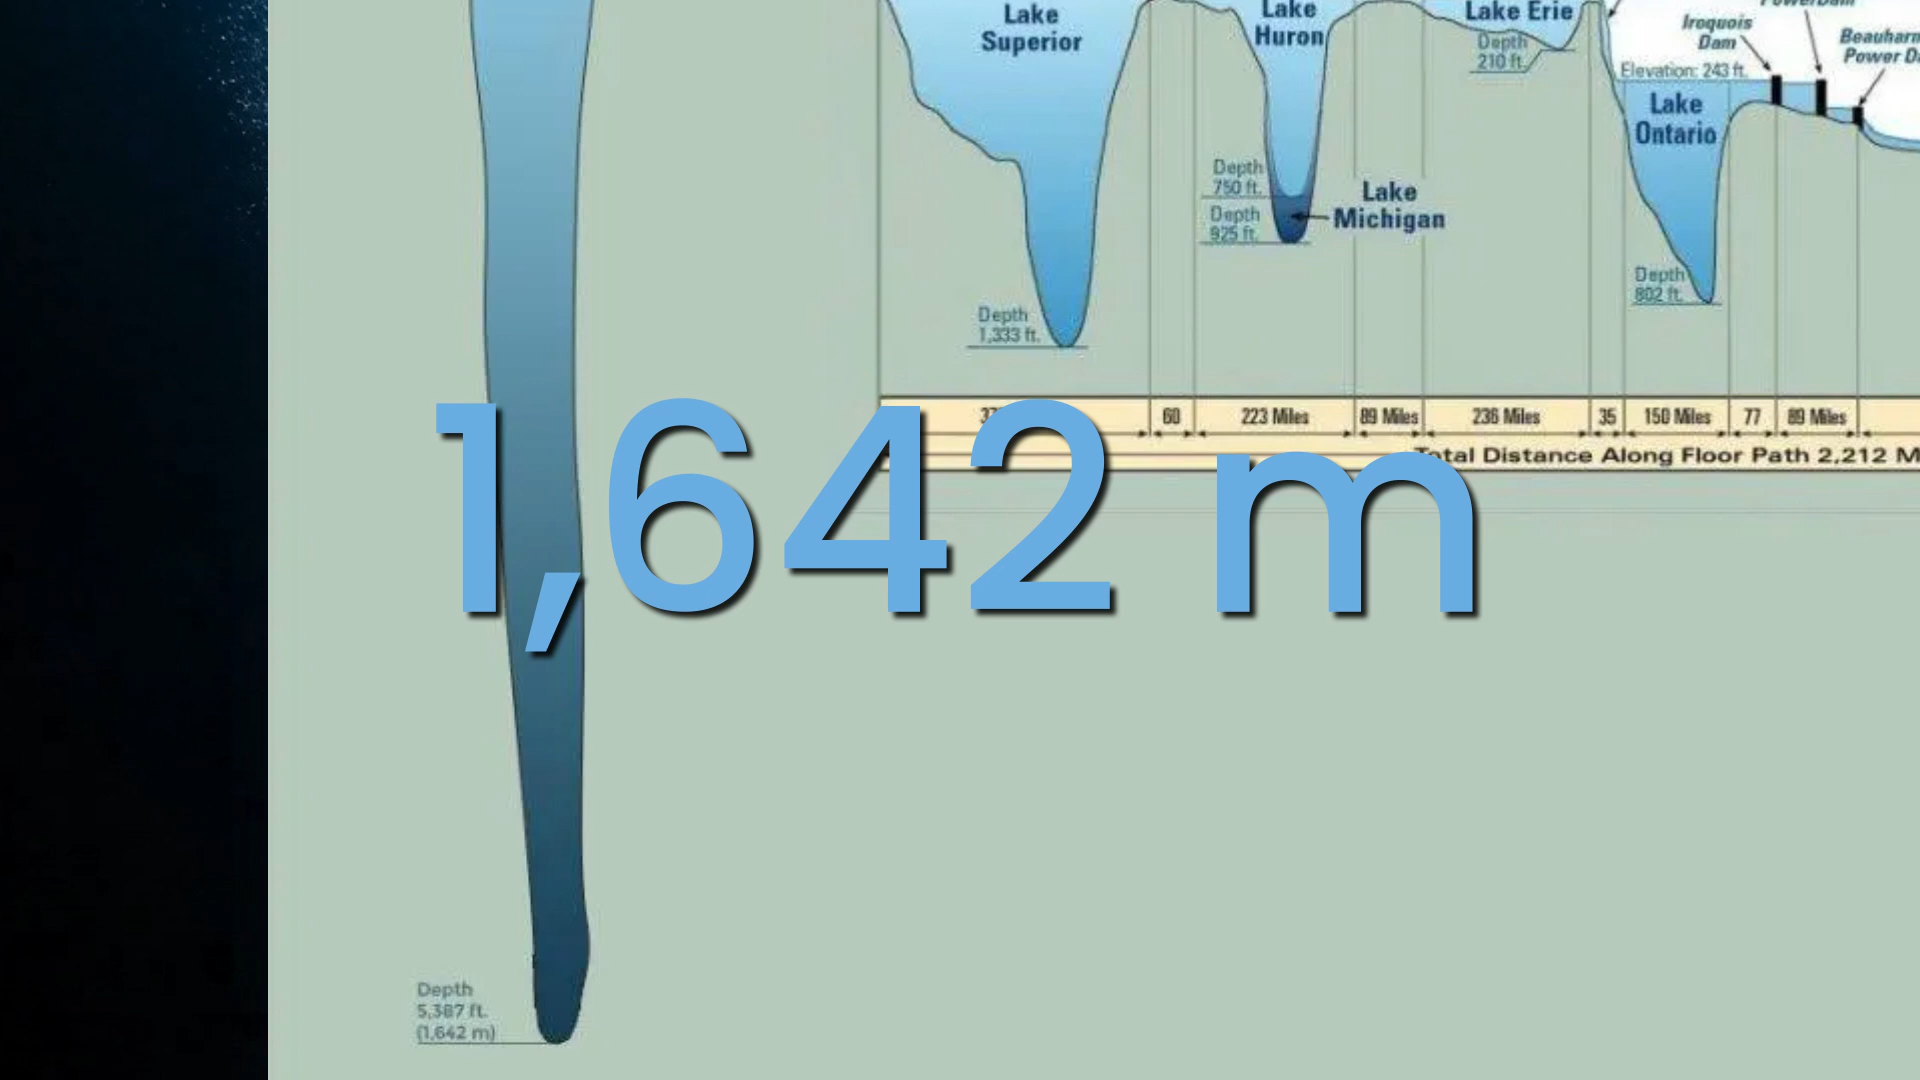 Lake
Superior
Lake
Huron
Lake Erie
Depth
210 ft.
Iroquois
Dam
Elevation: 243 ft.
Lake
Ontario
Depth
750 ft.
Depth
925 ft.
Lake
Michigan
Depth
802 ft.
Depth
1,333 ft.
60
223 Miles
89 Miles
236 Miles
35
150 Miles
77
89 Miles
Total Distance Along Floor Path 2,212 M
1,642 m
Depth
5,387 ft.
(1,642 m)